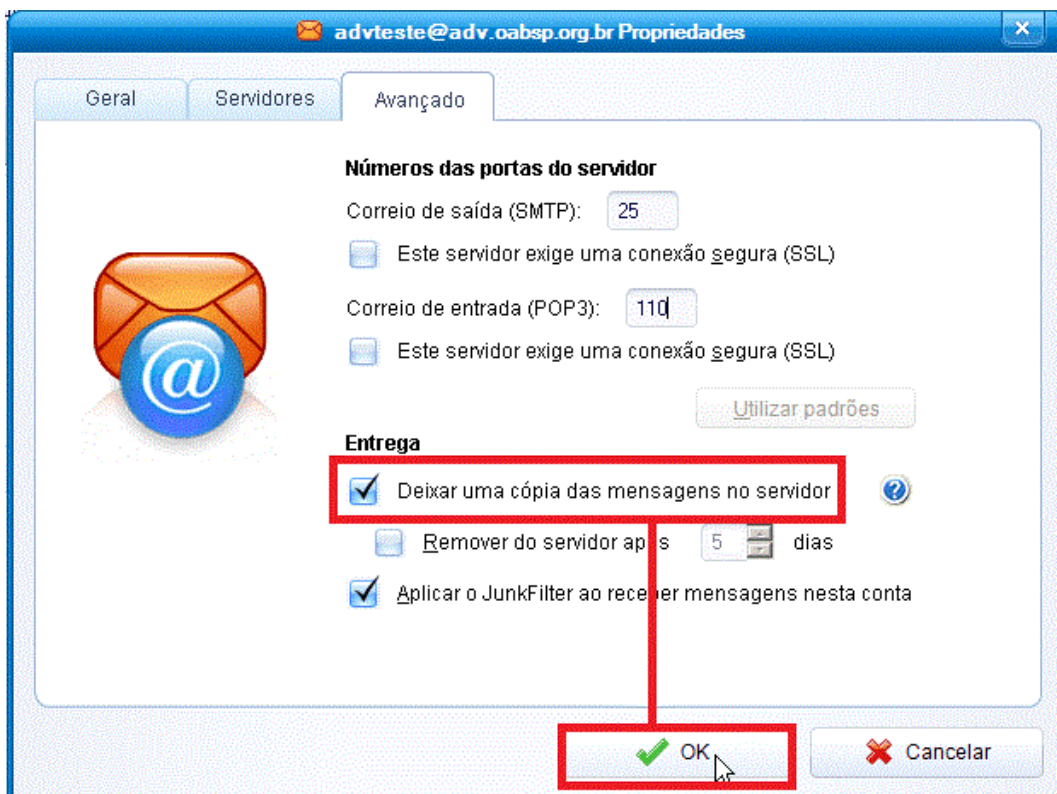 advteste@adv.oabsp.org.br Propriedades
Geral Servidores Avançado
Números das portas do servidor
Correio de saída (SMTP): 25
Este servidor exige uma conexão segura (SSL)
Correio de entrada (POP3): 110
Este servidor exige uma conexão segura (SSL)
Utilizar padrões
Entrega
Deixar uma cópia das mensagens no servidor
Remover do servidor após 5 dias
Aplicar o JunkFilter ao receber mensagens nesta conta
OK Cancelar